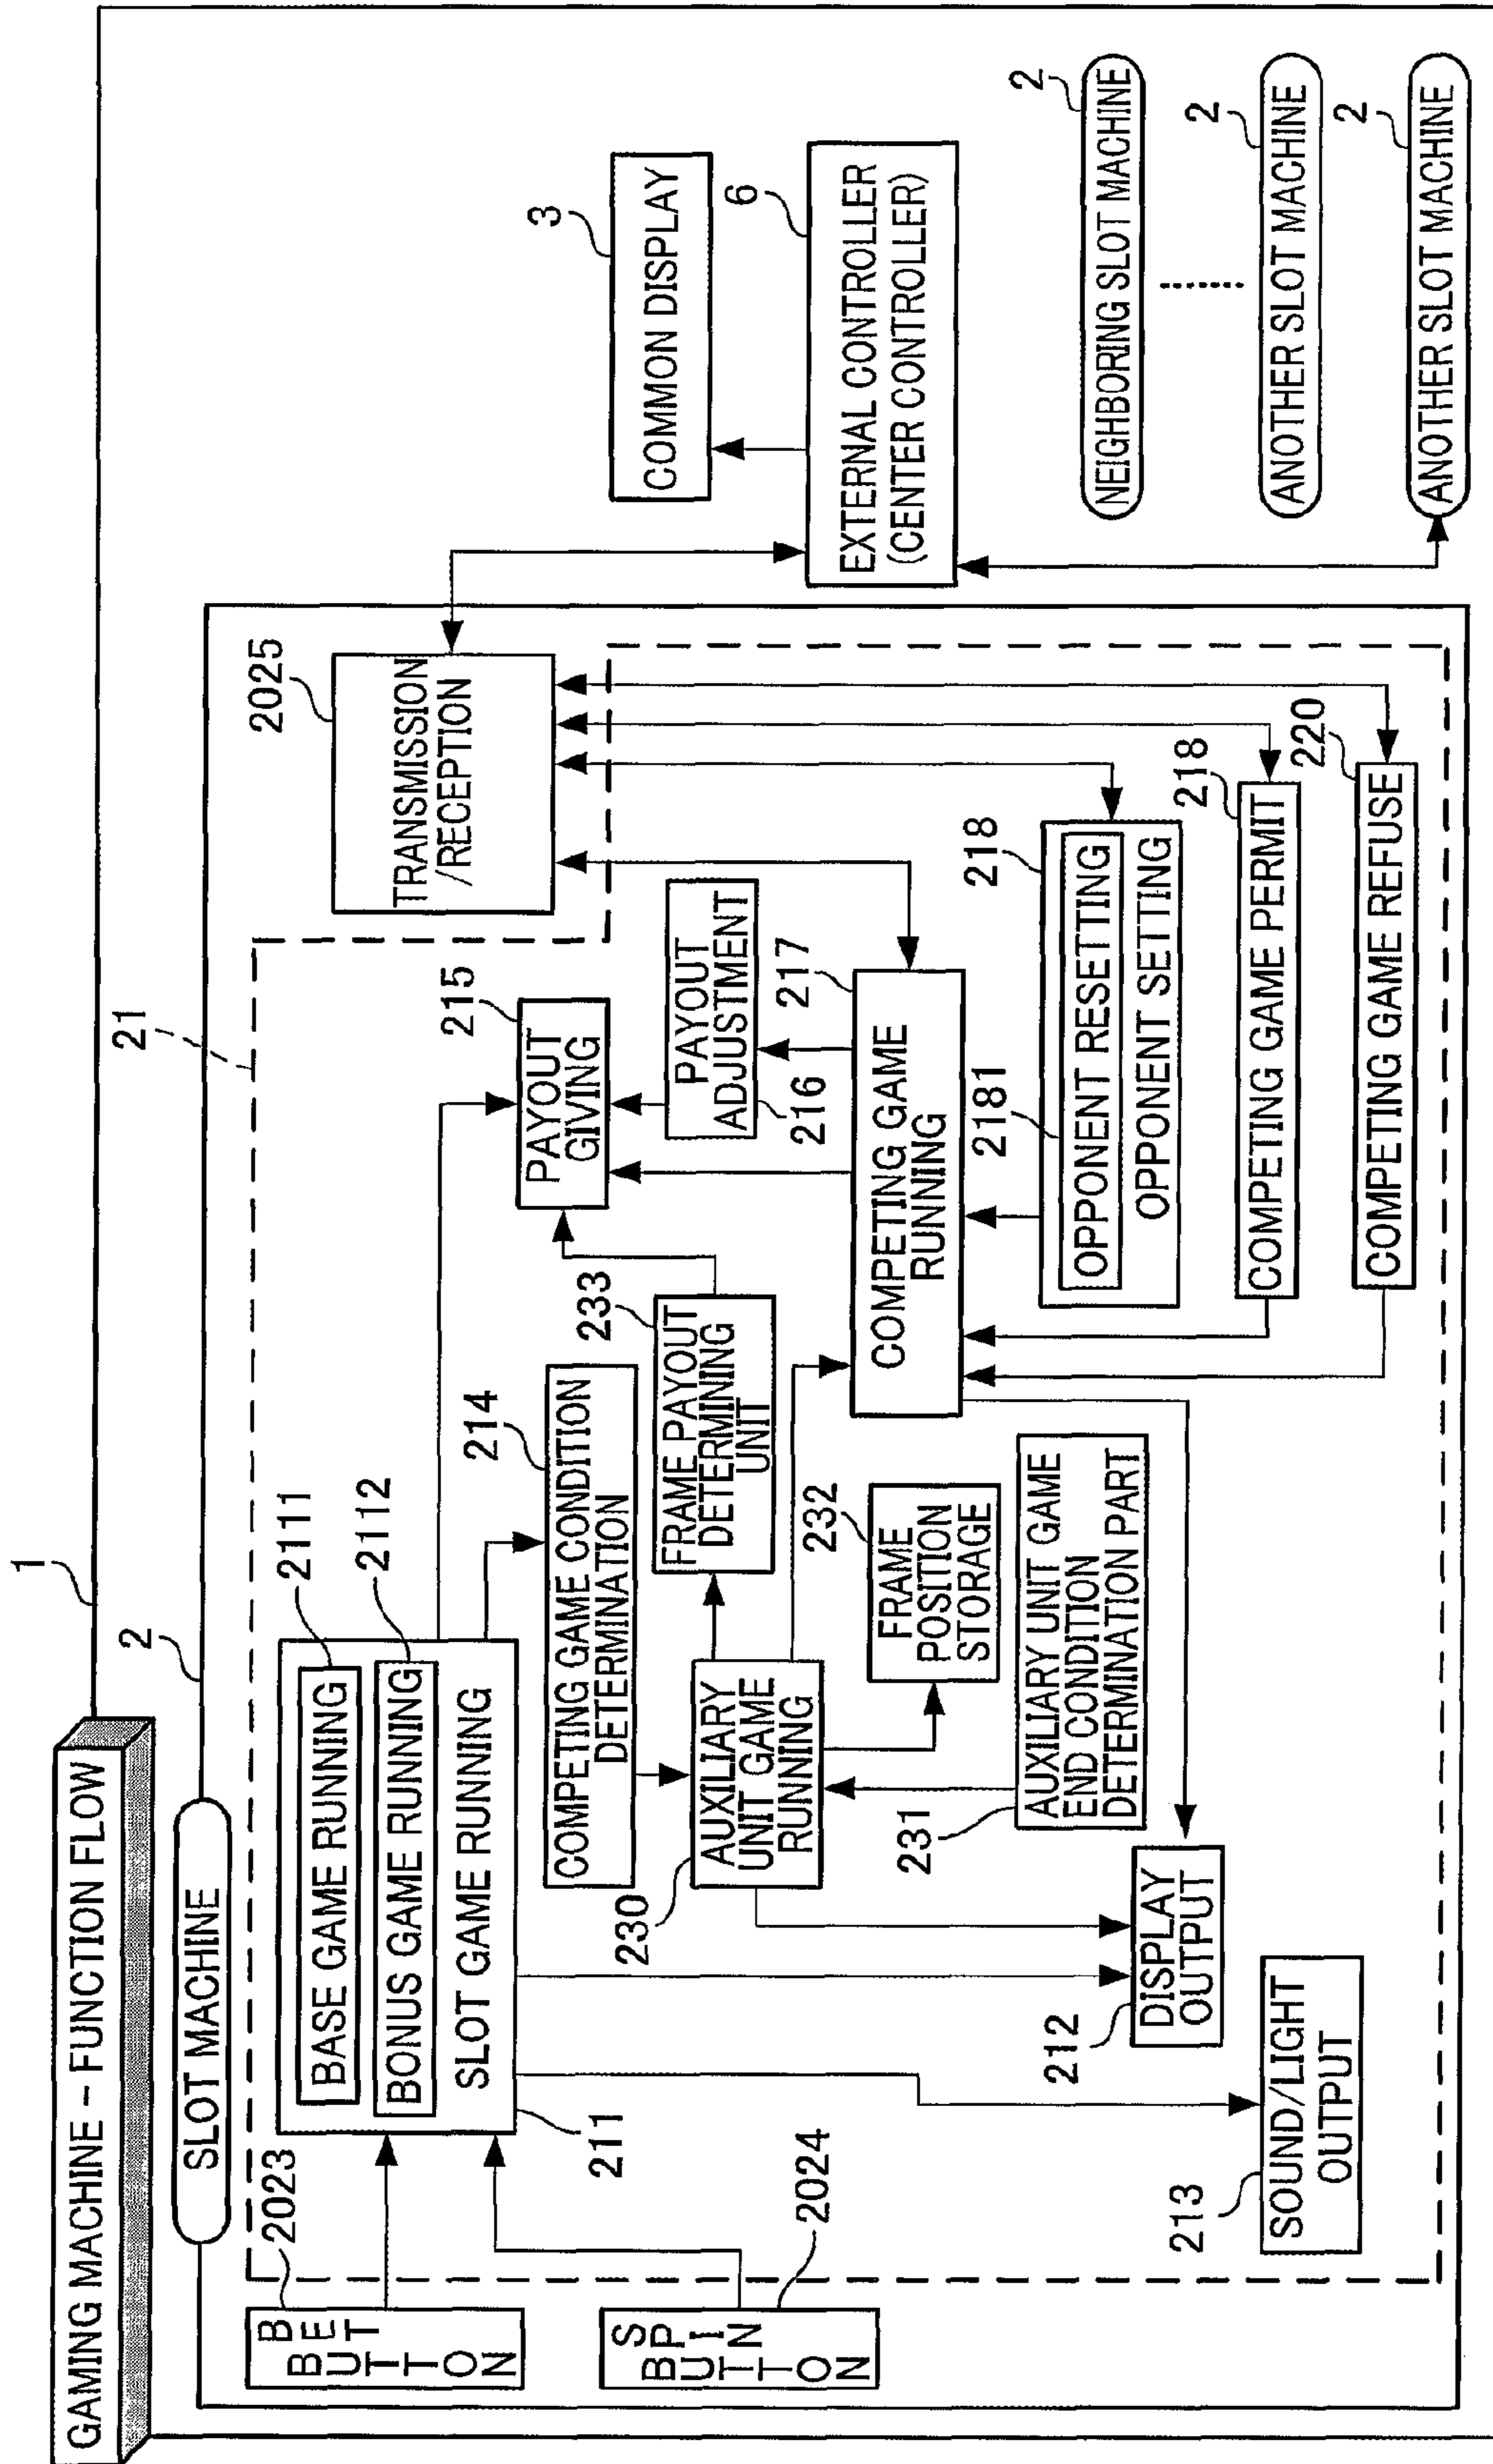 GAMING MACHINE – FUNCTION FLOW
1
SLOT MACHINE
2
21
BET
BUTTON
2023
SPIN
BUTTON
2024
BASE GAME RUNNING
2111
BONUS GAME RUNNING
2112
SLOT GAME RUNNING
211
COMPETING GAME CONDITION
DETERMINATION
214
PAYOUT
GIVING
215
TRANSMISSION
/RECEPTION
2025
FRAME PAYOUT
DETERMINING
UNIT
233
PAYOUT
ADJUSTMENT
216
AUXILIARY
UNIT GAME
RUNNING
230
FRAME
POSITION
STORAGE
232
COMPETING GAME
RUNNING
217
AUXILIARY UNIT GAME
END CONDITION
DETERMINATION PART
231
OPPONENT RESETTING
2181
OPPONENT SETTING
218
DISPLAY
OUTPUT
212
COMPETING GAME PERMIT
218
SOUND/LIGHT
OUTPUT
213
COMPETING GAME REFUSE
220
COMMON DISPLAY
3
EXTERNAL CONTROLLER
(CENTER CONTROLLER)
6
NEIGHBORING SLOT MACHINE
2
ANOTHER SLOT MACHINE
2
ANOTHER SLOT MACHINE
2